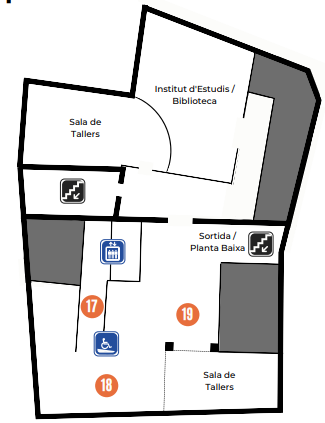 Institut d'Estudis /
Biblioteca
Sala de
Tallers
Sortida /
Planta Baixa
17
19
18
Sala de
Tallers